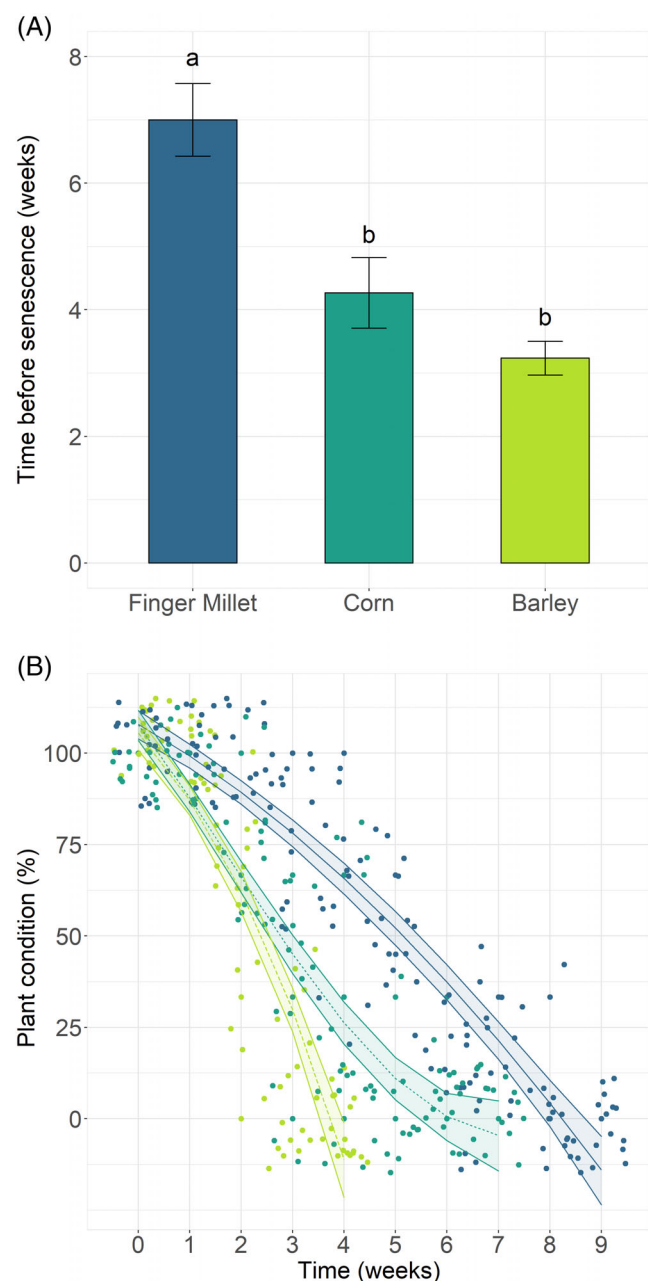 (A)
8
6
4
2
0
Time before senescence (weeks)
a
b
b
Finger Millet Corn Barley
(B)
100
75
50
25
0
Plant condition (%)
0 1 2 3 4 5 6 7 8 9
Time (weeks)